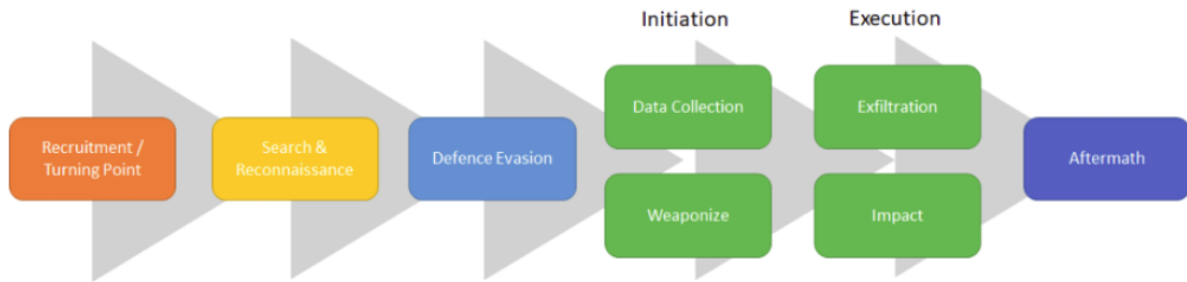 Initiation
Execution
Recruitment /
Turning Point
Search &
Reconnaissance
Defence Evasion
Data Collection
Weaponize
Exfiltration
Impact
Aftermath